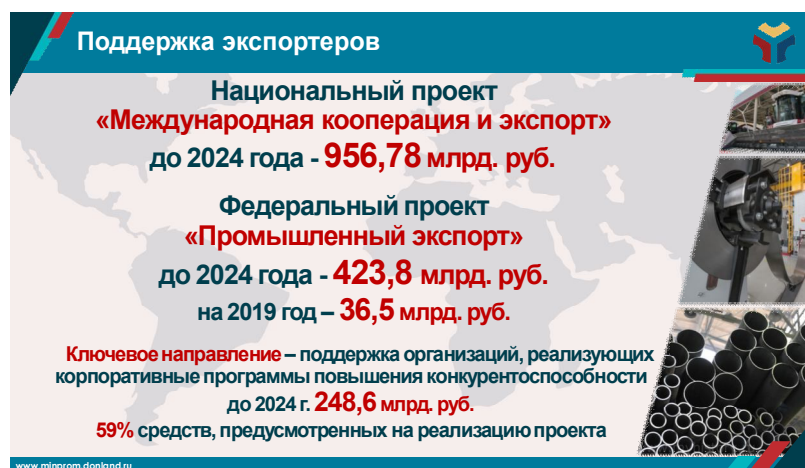 Поддержка экспортеров
Национальный проект
«Международная кооперация и экспорт»
до 2024 года - 956,78 млрд. руб.
Федеральный проект
«Промышленный экспорт»
до 2024 года - 423,8 млрд. руб.
на 2019 год – 36,5 млрд. руб.
Ключевое направление – поддержка организаций, реализующих
корпоративные программы повышения конкурентоспособности
до 2024 г. 248,6 млрд. руб.
59% средств, предусмотренных на реализацию проекта
www.minprom.donland.ru